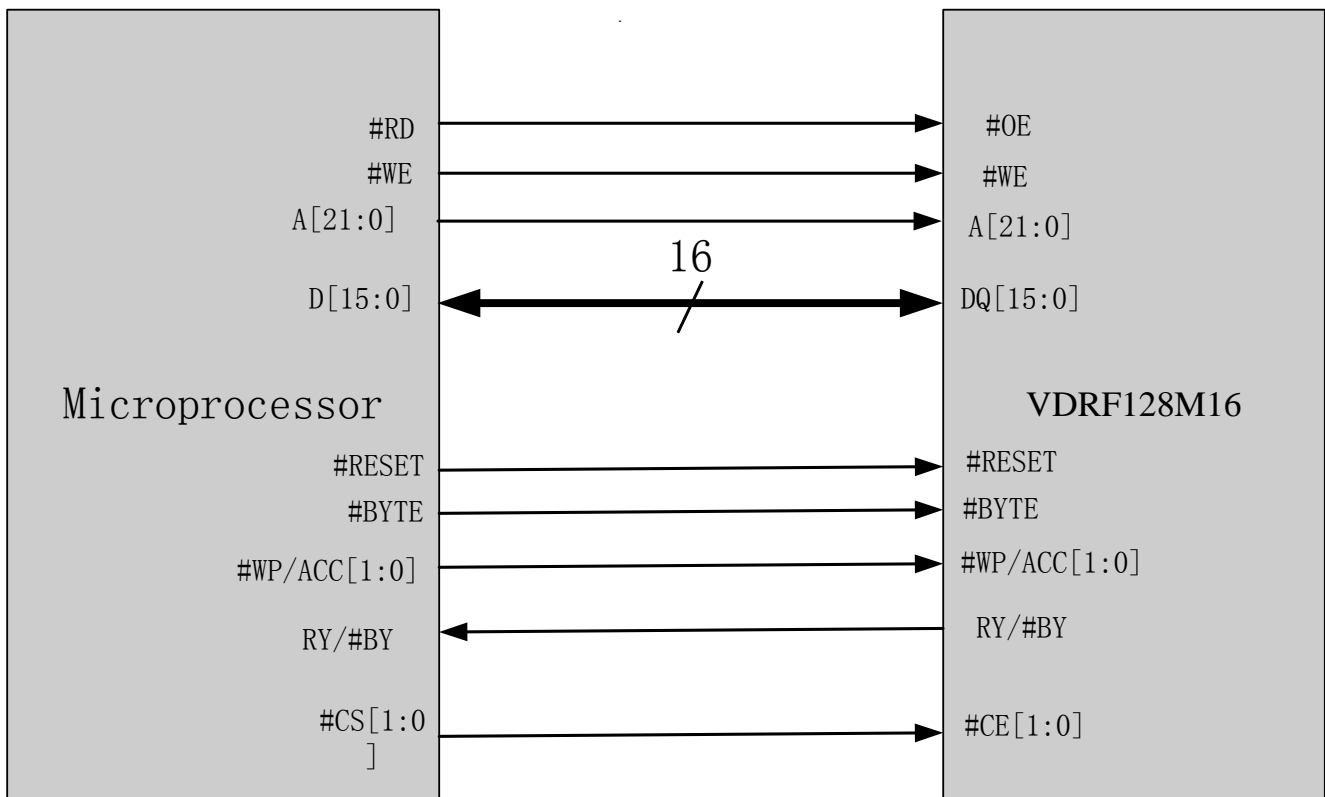 #RD #OE
#WE #WE
A[21:0] A[21:0]
16
D[15:0] DQ[15:0]
Microprocessor VDRF128M16
#RESET #RESET
#BYTE #BYTE
#WP/ACC[1:0] #WP/ACC[1:0]
RY/#BY RY/#BY
#CS[1:0 #CE[1:0]
]